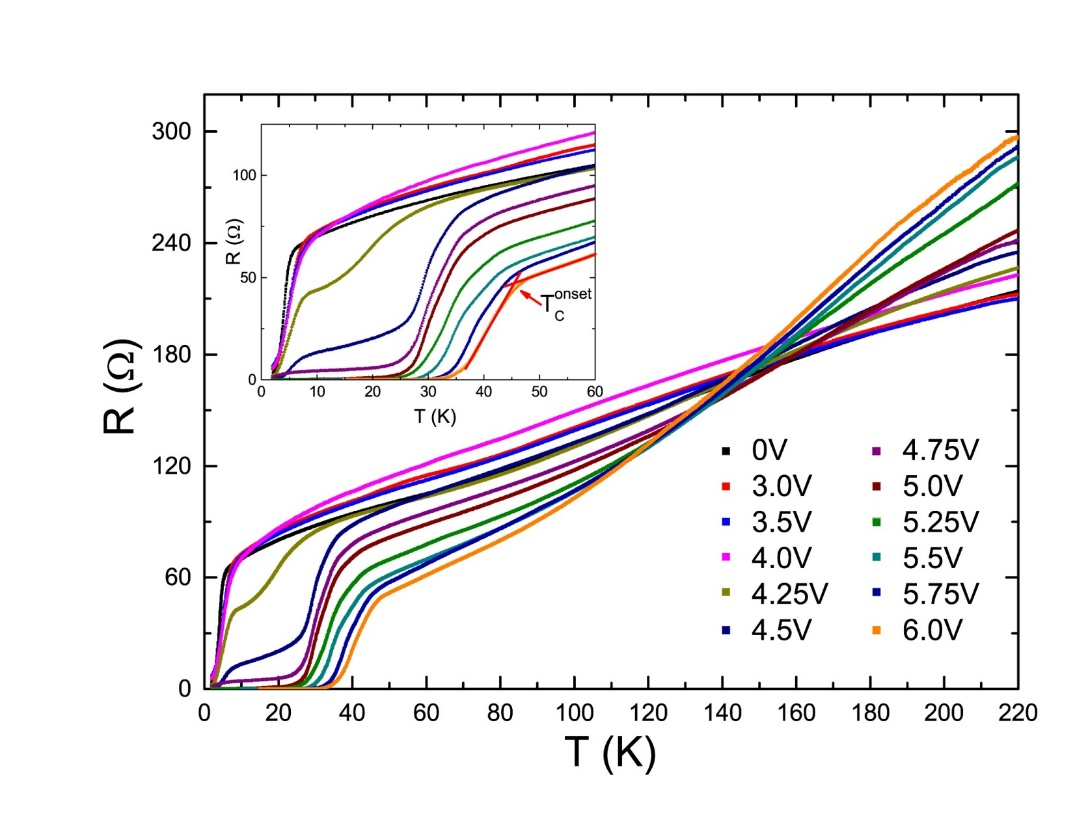 300
240
180
120
60
0
R (Ω)
0 20 40 60 80 100 120 140 160 180 200 220
T (K)
100
50
0
R (Ω)
0 10 20 30 40 50 60
T (K)
T_C^onset
0V 4.75V
3.0V 5.0V
3.5V 5.25V
4.0V 5.5V
4.25V 5.75V
4.5V 6.0V